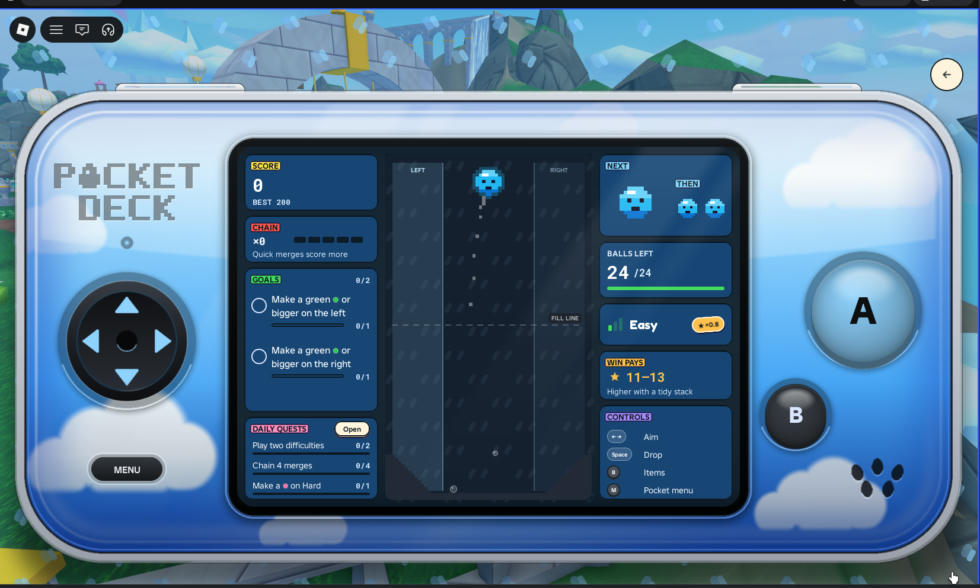 POCKET
DECK
MENU
SCORE
0
BEST 200
CHAIN
×0
Quick merges score more
GOALS 0/2
Make a green or
bigger on the left
0/1
Make a green or
bigger on the right
0/1
DAILY QUESTS Open
Play two difficulties 0/2
Chain 4 merges 0/4
Make a on Hard 0/1
LEFT
RIGHT
FILL LINE
NEXT
THEN
BALLS LEFT
24 /24
Easy ★×0.8
WIN PAYS
★ 11–13
Higher with a tidy stack
CONTROLS
←→ Aim
Space Drop
B Items
M Pocket menu
A
B